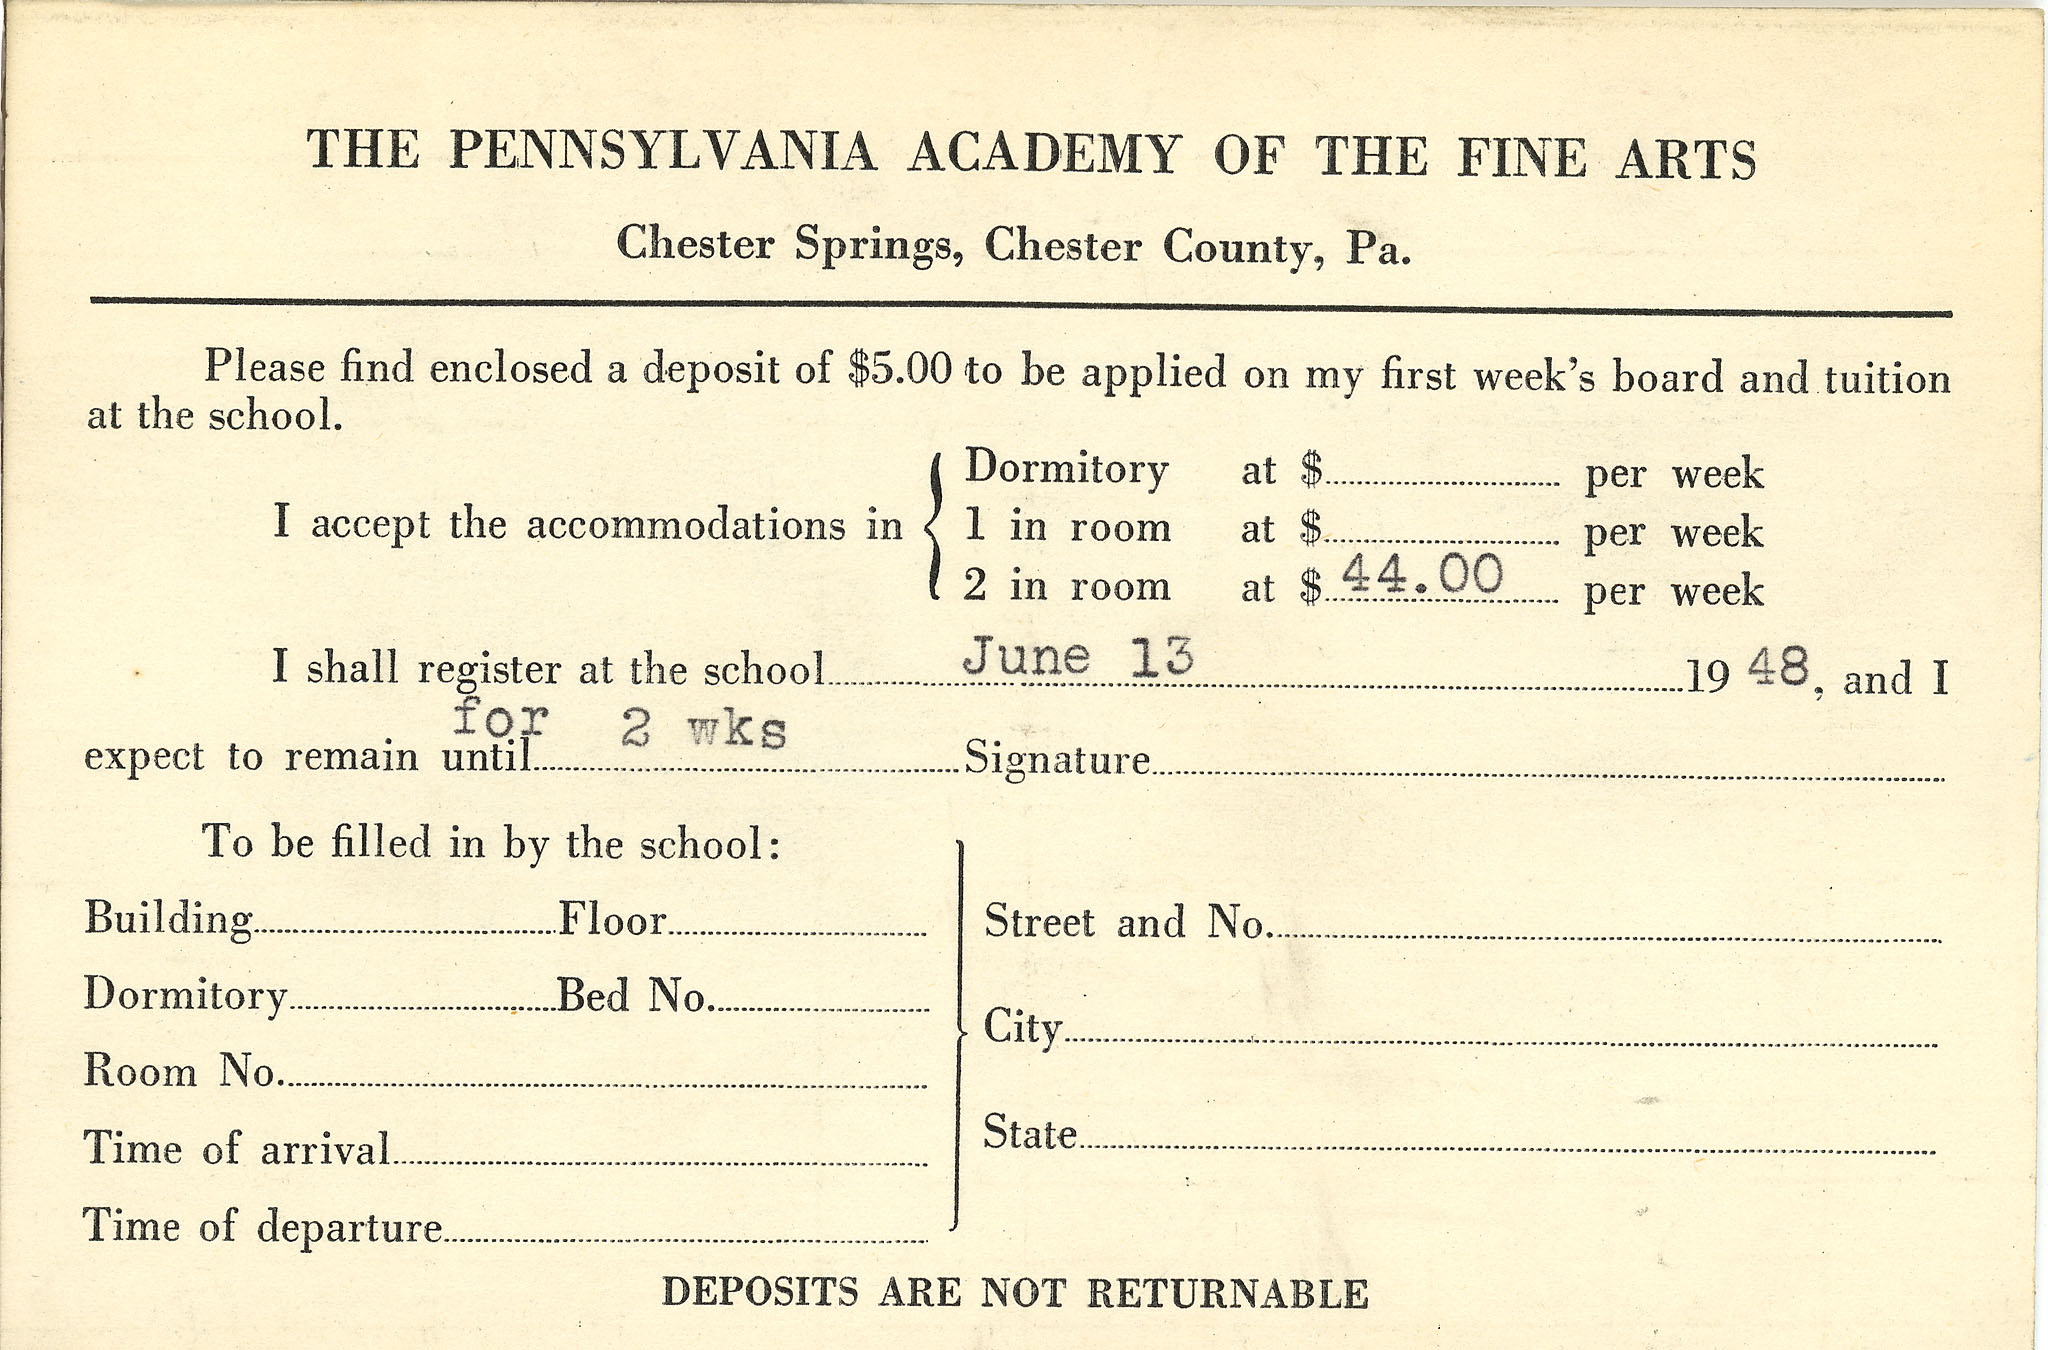 THE PENNSYLVANIA ACADEMY OF THE FINE ARTS
Chester Springs, Chester County, Pa.
Please find enclosed a deposit of $5.00 to be applied on my first week's board and tuition
at the school.
Dormitory at $ per week
I accept the accommodations in 1 in room at $ per week
2 in room at $ 44.00 per week
I shall register at the school June 13 19 48, and I
for 2 wks
expect to remain until Signature
To be filled in by the school:
Building Floor Street and No.
Dormitory Bed No.
City
Room No.
State
Time of arrival
Time of departure
DEPOSITS ARE NOT RETURNABLE